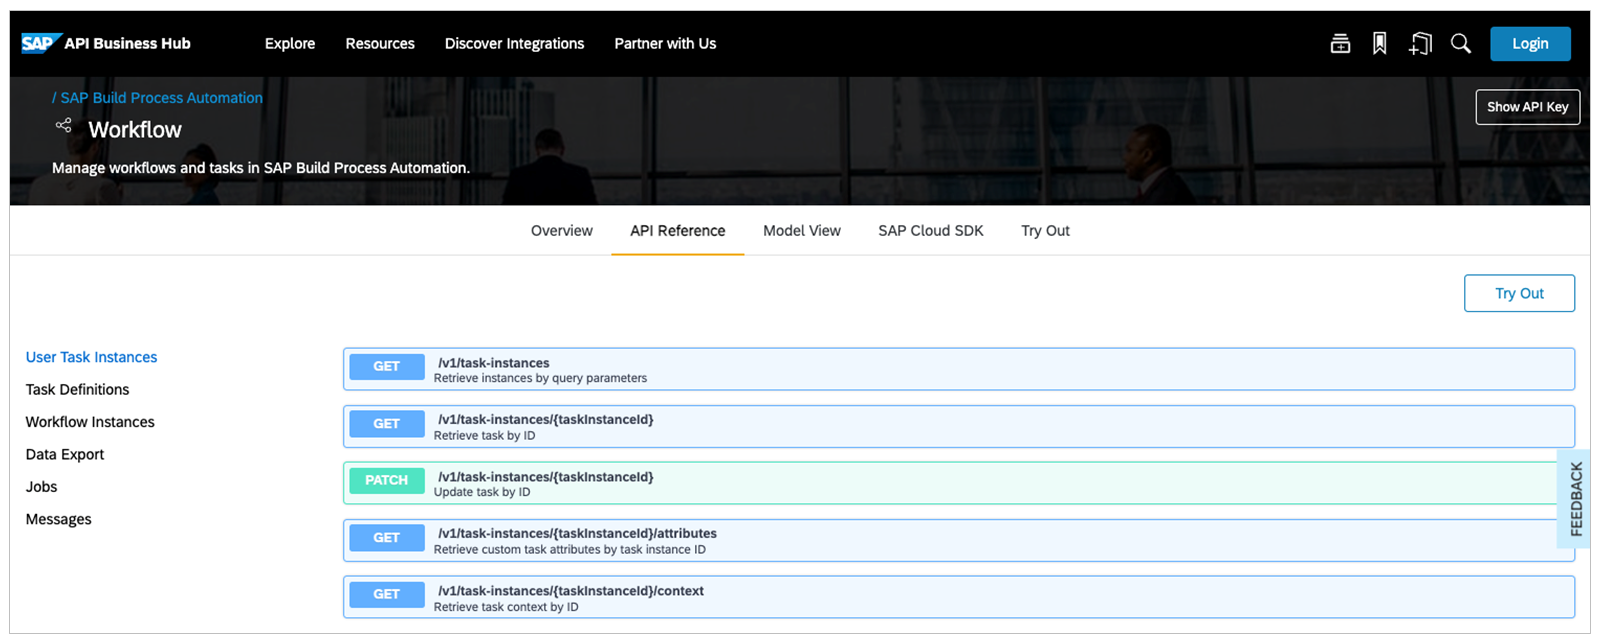 SAP API Business Hub Explore Resources Discover Integrations Partner with Us Login
/ SAP Build Process Automation
Show API Key
Workflow
Manage workflows and tasks in SAP Build Process Automation.
Overview API Reference Model View SAP Cloud SDK Try Out
Try Out
User Task Instances
Task Definitions
Workflow Instances
Data Export
Jobs
Messages
GET /v1/task-instances
Retrieve instances by query parameters
GET /v1/task-instances/{taskInstanceId}
Retrieve task by ID
PATCH /v1/task-instances/{taskInstanceId}
Update task by ID
GET /v1/task-instances/{taskInstanceId}/attributes
Retrieve custom task attributes by task instance ID
GET /v1/task-instances/{taskInstanceId}/context
Retrieve task context by ID
FEEDBACK